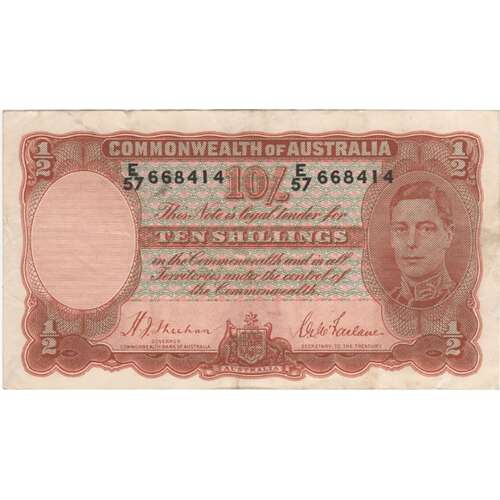 COMMONWEALTH OF AUSTRALIA
1/2 1/2
E/57 668414 E/57 668414
10/-
This Note is legal tender for
TEN SHILLINGS
in the Commonwealth and in all
Territories under the control of
the Commonwealth
H.J. Sheehan S.G. McFarlane
GOVERNOR SECRETARY TO THE TREASURY
COMMONWEALTH BANK OF AUSTRALIA
1/2 1/2
AUSTRALIA